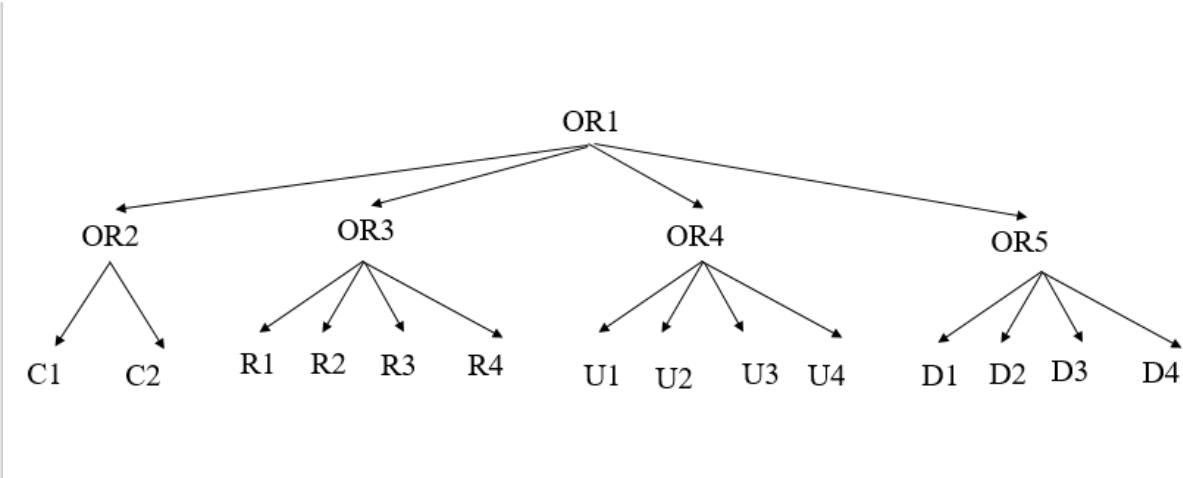 OR1
OR2 OR3 OR4 OR5
C1 C2 R1 R2 R3 R4 U1 U2 U3 U4 D1 D2 D3 D4